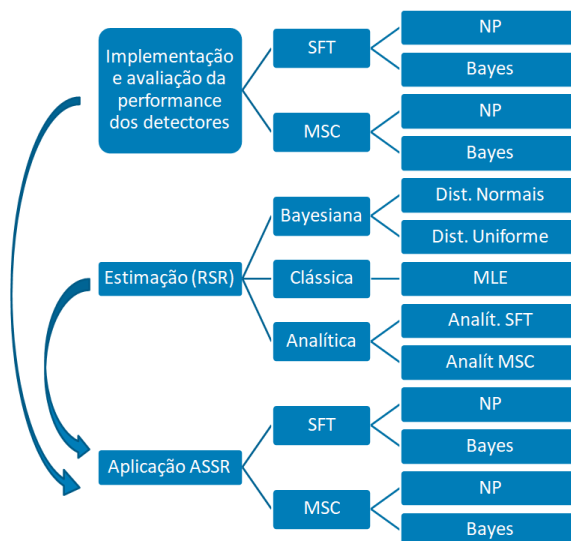 Implementação
e avaliação da
performance
dos detectores
SFT
NP
Bayes
MSC
NP
Bayes
Estimação (RSR)
Bayesiana
Dist. Normais
Dist. Uniforme
Clássica
MLE
Analítica
Analít. SFT
Analít MSC
Aplicação ASSR
SFT
NP
Bayes
MSC
NP
Bayes